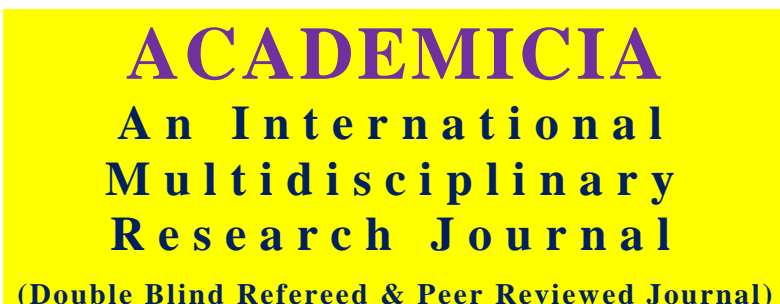 ACADEMICIA
An International
Multidisciplinary
Research Journal
(Double Blind Refereed & Peer Reviewed Journal)